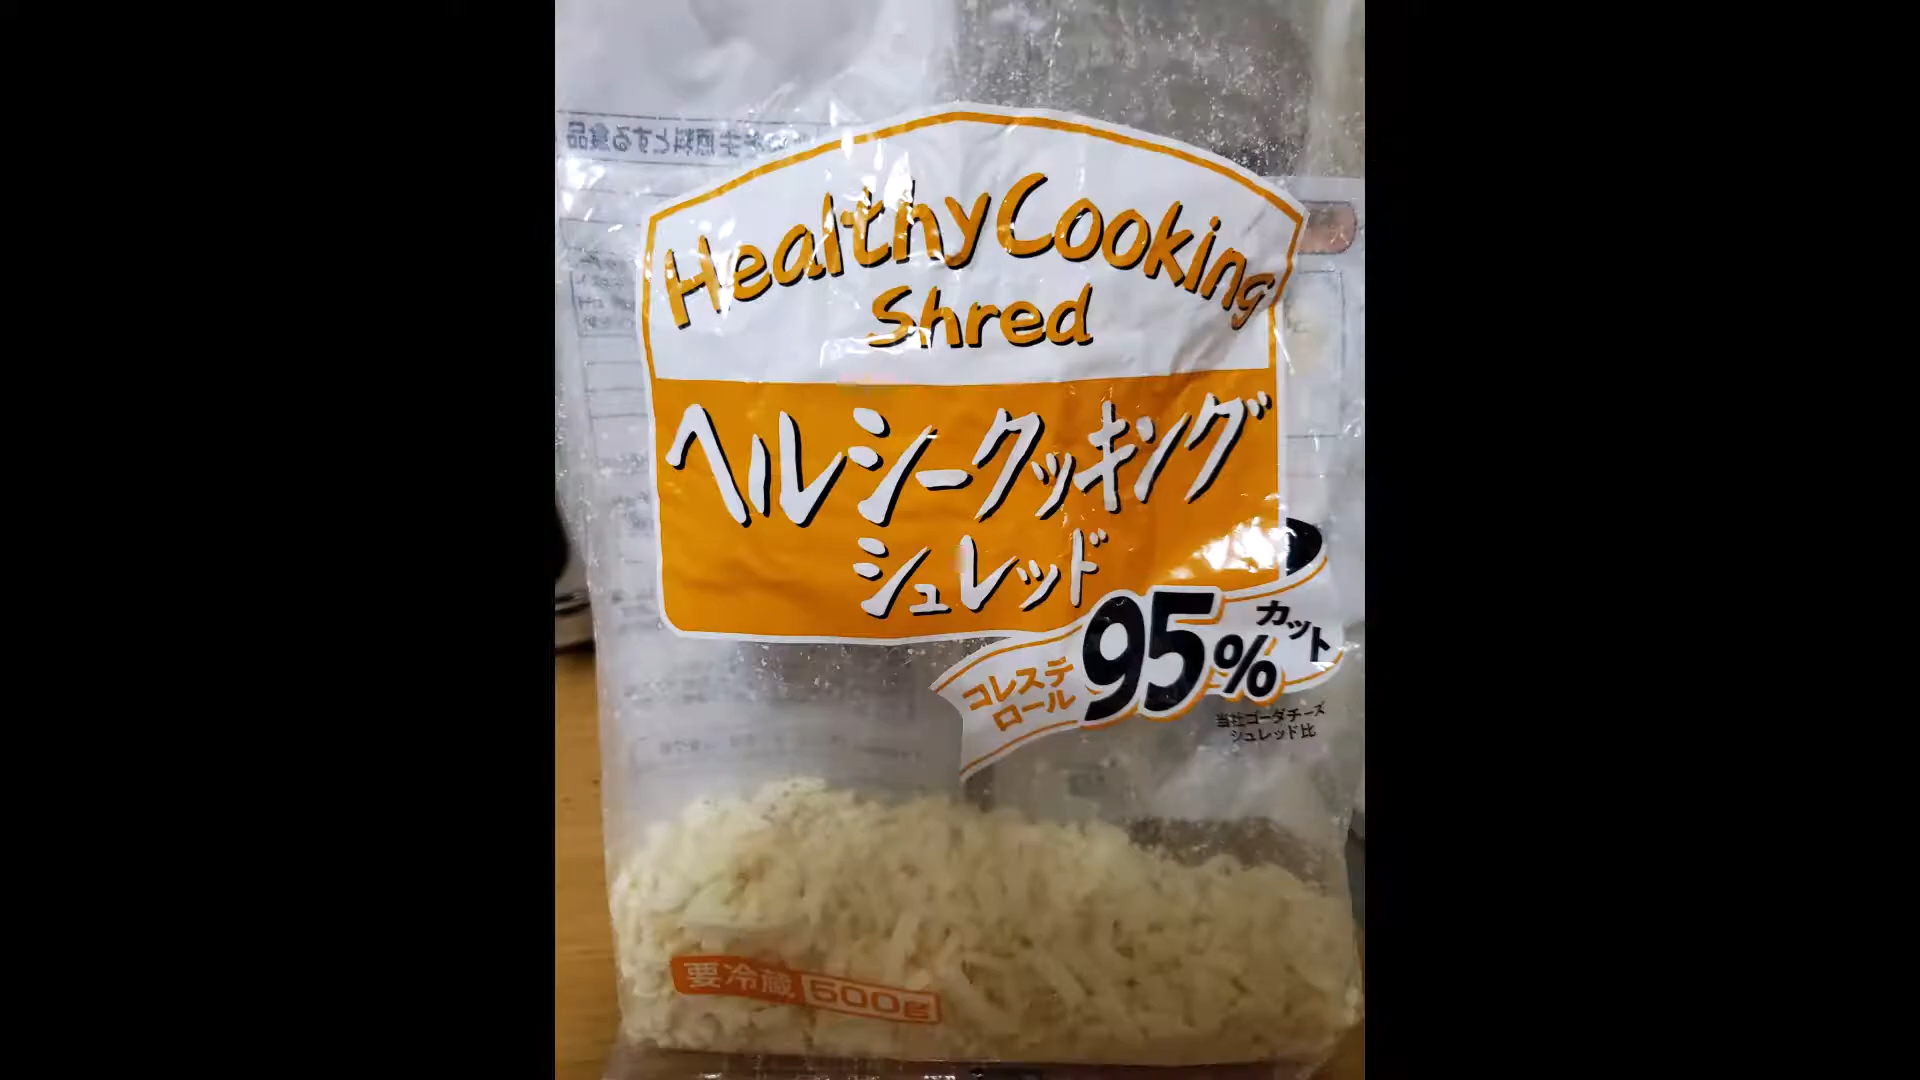 Healthy Cooking
Shred
ヘルシークッキング
シュレッド
コレステ
ロール
95%
カット
当社ゴーダチーズ
シュレッド比
要冷蔵 500g